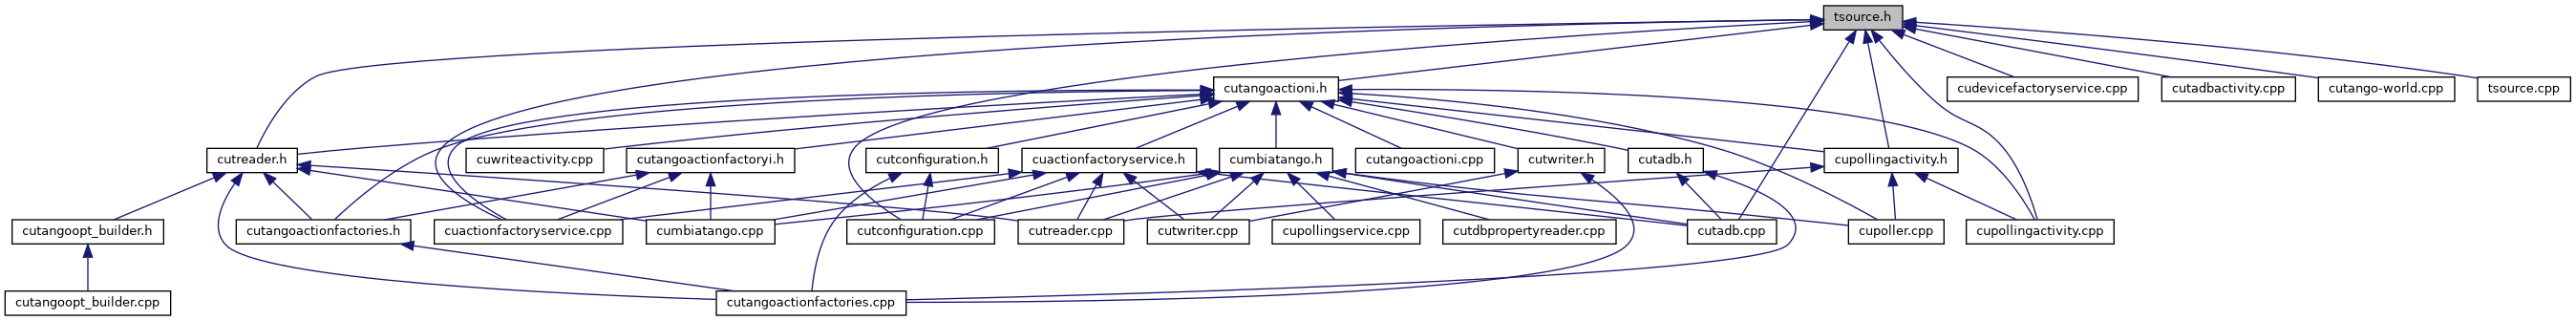 tsource.h
cutangoactioni.h
cudevicefactoryservice.cpp
cutadbactivity.cpp
cutango-world.cpp
tsource.cpp
cutreader.h
cuwriteactivity.cpp
cutangoactionfactoryi.h
cutconfiguration.h
cuactionfactoryservice.h
cumbiatango.h
cutangoactioni.cpp
cutwriter.h
cutadb.h
cupollingactivity.h
cutangoopt_builder.h
cutangoactionfactories.h
cuactionfactoryservice.cpp
cumbiatango.cpp
cutconfiguration.cpp
cutreader.cpp
cutwriter.cpp
cupollingservice.cpp
cutdbpropertyreader.cpp
cutadb.cpp
cupoller.cpp
cupollingactivity.cpp
cutangoopt_builder.cpp
cutangoactionfactories.cpp